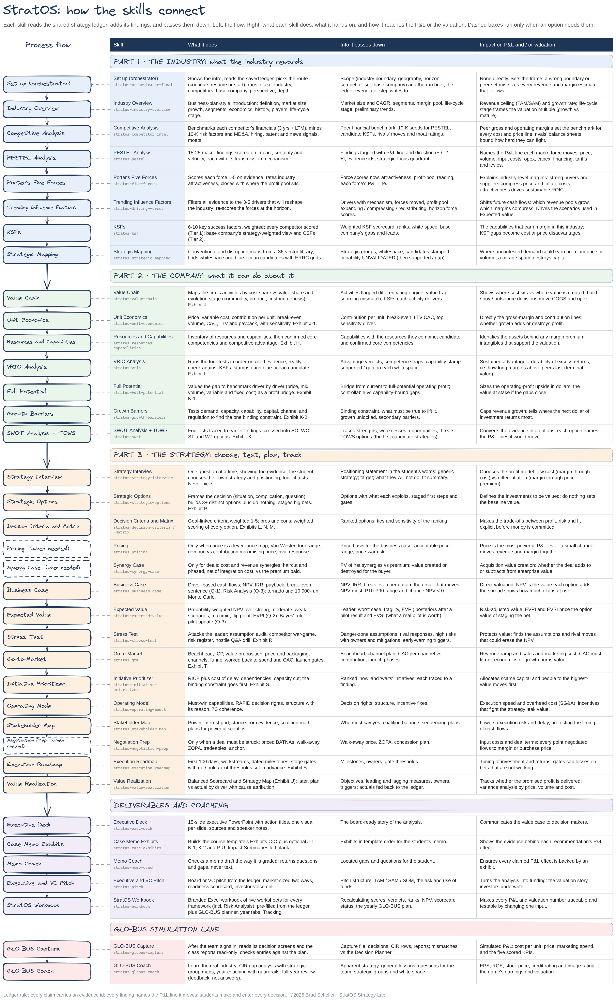 StratOS: how the skills connect
Each skill reads the shared strategy ledger, adds its findings, and passes them down. Left: the flow. Right: what each skill does, what it hands on, and how it reaches the P&L or the valuation. Dashed boxes run only when an option needs them.
Process flow
Skill
What it does
Info it passes down
Impact on P&L and / or valuation
PART 1 · THE INDUSTRY: what the industry rewards
Set up (orchestrator)
Set up (orchestrator)
stratos-orchestrator-final
Shows the intro, reads the saved ledger, picks the route
(continue, resume or start), runs intake: industry,
competitors, base company, perspective, depth.
Scope (industry boundary, geography, horizon,
competitor set, base company) and the run brief; the
ledger every later step writes to.
None directly. Sets the frame: a wrong boundary or
peer set mis-sizes every revenue and margin estimate
that follows.
Industry Overview
Industry Overview
stratos-industry-overview
Business-plan-style introduction: definition, market size,
growth, segments, economics, history, players, life-cycle
stage.
Market size and CAGR, segments, margin pool, life-cycle
stage, preliminary trends.
Revenue ceiling (TAM/SAM) and growth rate; life-cycle
stage frames the valuation multiple (growth vs
mature).
Competitive Analysis
Competitive Analysis
stratos-competitor-intel
Benchmarks each competitor's financials (3 yrs + LTM), mines
10-K risk factors and MD&A, hiring, patent and news signals,
moats.
Peer financial benchmark, 10-K seeds for PESTEL,
candidate KSFs, rivals' moves and moat ratings.
Peer gross and operating margins set the benchmark for
every cost and price line; rivals' balance sheets
bound how hard they can fight.
PESTEL Analysis
PESTEL Analysis
stratos-pestel
15-25 macro findings scored on impact, certainty and
velocity, each with its transmission mechanism.
Findings tagged with P&L line and direction (+ / - /
±), evidence ids, strategic-focus quadrant.
Names the P&L line each macro force moves: price,
volume, input costs, opex, capex, financing, tariffs
and levies.
Porter's Five Forces
Porter's Five Forces
stratos-five-forces
Scores each force 1-5 on evidence, rates industry
attractiveness, closes with where the profit pool sits.
Force scores now, attractiveness, profit-pool reading,
each force's P&L line.
Explains industry-level margins: strong buyers and
suppliers compress price and inflate costs;
attractiveness drives sustainable ROIC.
Trending Influence Factors
Trending Influence Factors
stratos-driving-forces
Filters all evidence to the 3-5 drivers that will reshape
the industry; re-scores the forces at the horizon.
Drivers with mechanism, forces moved, profit pool
expanding / compressing / redistributing; horizon force
scores.
Shifts future cash flows: which revenue pools grow,
which margins compress. Drives the scenarios used in
Expected Value.
KSFs
KSFs
stratos-ksf
6-10 key success factors, weighted; every competitor scored
(Tier 1); base company's strategy-weighted view and CSFs
(Tier 2).
Weighted KSF scorecard, ranks, white space, base
company's gaps and leads.
The capabilities that earn margin in this industry;
KSF gaps become cost or price disadvantages.
Strategic Mapping
Strategic Mapping
stratos-strategic-mapping
Conventional and disruption maps from a 36-vector library;
finds whitespace and blue-ocean candidates with ERRC grids.
Strategic groups, whitespace, candidates stamped
capability UNVALIDATED (then supported / gap).
Where uncontested demand could earn premium price or
volume; a mirage space destroys capital.
PART 2 · THE COMPANY: what it can do about it
Value Chain
Value Chain
stratos-value-chain
Maps the firm's activities by cost share vs value share and
evolution stage (commodity, product, custom, genesis).
Exhibit J.
Activities flagged differentiating engine, value trap,
sourcing mismatch; KSFs each activity delivers.
Shows where cost sits vs where value is created: build
/ buy / outsource decisions move COGS and opex.
Unit Economics
Unit Economics
stratos-unit-economics
Price, variable cost, contribution per unit, break-even
volume, CAC, LTV and payback, with sensitivity. Exhibit J-1.
Contribution per unit, break-even, LTV:CAC, top
sensitivity driver.
Directly the gross-margin and contribution lines;
whether growth adds or destroys profit.
Resources and Capabilities
Resources and Capabilities
stratos-resources-
capabilities
Inventory of resources and capabilities, then confirmed core
competencies and competitive advantage. Exhibit H.
Capabilities with the resources they combine; candidate
and confirmed core competencies.
Identifies the assets behind any margin premium;
intangibles that support the valuation.
VRIO Analysis
VRIO Analysis
stratos-vrio
Runs the four tests in order on cited evidence; reality
check against KSFs; stamps each blue-ocean candidate.
Exhibit I.
Advantage verdicts, competence traps, capability stamp
supported / gap on each whitespace.
Sustained advantage = durability of excess returns,
i.e. how long margins above peers last (terminal
value).
Full Potential
Full Potential
stratos-full-potential
Values the gap to benchmark driver by driver (price, mix,
volume, variable and fixed cost) as a profit bridge. Exhibit
K-1.
Bridge from current to full-potential operating profit;
controllable vs capability-bound gaps.
Sizes the operating-profit upside in dollars: the
value at stake if the gaps close.
Growth Barriers
Growth Barriers
stratos-growth-barriers
Tests demand, capacity, capability, capital, channel and
regulation to find the one binding constraint. Exhibit K-2.
Binding constraint, what must be true to lift it,
growth unlocked, secondary barriers.
Caps revenue growth; tells where the next dollar of
investment returns most.
SWOT Analysis + TOWS
SWOT Analysis + TOWS
stratos-swot
Four lists traced to earlier findings, crossed into SO, WO,
ST and WT options. Exhibit K.
Traced strengths, weaknesses, opportunities, threats;
TOWS options (the first candidate strategies).
Converts the evidence into options; each option names
the P&L lines it would move.
PART 3 · THE STRATEGY: choose, test, plan, track
Strategy Interview
Strategy Interview
stratos-strategy-interview
One question at a time, showing the evidence, the student
chooses their own strategy and positioning; four fit tests.
Never picks.
Positioning statement in the student's words; generic
strategy; target; what they will not do; fit summary.
Chooses the profit model: low cost (margin through
cost) vs differentiation (margin through price
premium).
Strategic Options
Strategic Options
stratos-strategic-options
Frames the decision (situation, complication, question),
builds 3+ distinct options plus do nothing, stages big bets.
Exhibit P.
Options with what each exploits, staged first steps and
gates.
Defines the investments to be valued; do nothing sets
the baseline value.
Decision Criteria and Matrix
Decision Criteria and Matrix
stratos-decision-criteria /
-matrix
Goal-linked criteria weighted 1-5; pros and cons; weighted
scoring of every option. Exhibits L, N, M.
Ranked options, ties and sensitivity of the ranking.
Makes the trade-offs between profit, risk and fit
explicit before money is committed.
Pricing (when needed)
Pricing
stratos-pricing
Only when price is a lever: price map, Van Westendorp range,
revenue vs contribution maximising price, rival response.
Price basis for the business case; acceptable price
range; price-war risk.
Price is the most powerful P&L lever: a small change
moves revenue and margin together.
Synergy Case (when needed)
Synergy Case
stratos-synergy-case
Only for deals: cost and revenue synergies, haircut and
phased, net of integration cost, vs the premium paid.
PV of net synergies vs premium; value created or
destroyed for the buyer.
Acquisition value creation: whether the deal adds to
or subtracts from enterprise value.
Business Case
Business Case
stratos-business-case
Driver-based cash flows, NPV, IRR, payback, break-even
sentence (Q-1). Risk Analysis (Q-3): tornado and 10,000-run
Monte Carlo.
NPV, IRR, break-even per option; the driver that moves
NPV most; P10-P90 range and chance NPV < 0.
Direct valuation: NPV is the value each option adds;
the spread shows how much of it is at risk.
Expected Value
Expected Value
stratos-expected-value
Probability-weighted NPV over strong, moderate, weak
scenarios; maximin, flip point, EVPI (Q-2). Bayes' rule
pilot update (Q-3).
Leader, worst case, fragility, EVPI; posteriors after a
pilot result and EVSI (what a real pilot is worth).
Risk-adjusted value; EVPI and EVSI price the option
value of staging the bet.
Stress Test
Stress Test
stratos-stress-test
Attacks the leader: assumption audit, competitor war-game,
risk register, hostile Q&A drill. Exhibit R.
Danger-zone assumptions, rival responses, high risks
with owners and mitigations, early-warning triggers.
Protects value: finds the assumptions and rival moves
that could erase the NPV.
Go-to-Market
Go-to-Market
stratos-gtm
Beachhead, ICP, value proposition, price and packaging,
channels, funnel worked back to spend and CAC, launch gates.
Exhibit T.
Beachhead, channel plan, CAC per channel vs
contribution, launch phases.
Revenue ramp and sales and marketing cost; CAC must
fit unit economics or growth burns value.
Initiative Prioritizer
Initiative Prioritizer
stratos-initiative-
prioritizer
RICE plus cost of delay, dependencies, capacity cut; the
binding constraint goes first. Exhibit S.
Ranked 'now' and 'waits' initiatives, each traced to a
finding.
Allocates scarce capital and people to the highest-
value moves first.
Operating Model
Operating Model
stratos-operating-model
Must-win capabilities, RAPID decision rights, structure with
its reason, 7S coherence.
Decision rights, structure, incentive fixes.
Execution speed and overhead cost (SG&A); incentives
that fight the strategy leak value.
Stakeholder Map
Stakeholder Map
stratos-stakeholder-map
Power-interest grid, stance from evidence, coalition math,
plans for powerful sceptics.
Who must say yes, coalition balance, sequencing plans.
Lowers execution risk and delay, protecting the timing
of cash flows.
Negotiation Prep (when
needed)
Negotiation Prep
stratos-negotiation-prep
Only when a deal must be struck: priced BATNAs, walk-away,
ZOPA, tradeables, anchor.
Walk-away price, ZOPA, concession plan.
Input costs and deal terms: every point negotiated
flows to margin or purchase price.
Execution Roadmap
Execution Roadmap
stratos-execution-roadmap
First 100 days, workstreams, dated milestones, stage gates
with go / hold / exit thresholds set in advance. Exhibit S.
Milestones, owners, gate thresholds.
Timing of investment and returns; gates cap losses on
bets that are not working.
Value Realization
Value Realization
stratos-value-realization
Balanced Scorecard and Strategy Map (Exhibit U); later, plan
vs actual by driver with cause attribution.
Objectives, leading and lagging measures, owners,
triggers; actuals fed back to the ledger.
Tracks whether the promised profit is delivered;
variance analysis by price, volume and cost.
DELIVERABLES AND COACHING
Executive Deck
Executive Deck
stratos-exec-deck
15-slide executive PowerPoint with action titles, one visual
per slide, sources and speaker notes.
The board-ready story of the analysis.
Communicates the value case to decision makers.
Case Memo Exhibits
Case Memo Exhibits
stratos-case-exhibits
Builds the course template's Exhibits C-O plus optional J-1,
K-1, K-2 and P-U; Impact Summaries left blank.
Exhibits in template order for the student's memo.
Shows the evidence behind each recommendation's P&L
effect.
Memo Coach
Memo Coach
stratos-memo-coach
Checks a memo draft the way it is graded; returns questions
and gaps, never text.
Located gaps and questions for the student.
Ensures every claimed P&L effect is backed by an
exhibit.
Executive and VC Pitch
Executive and VC Pitch
stratos-pitch
Board or VC pitch from the ledger, market sized two ways,
readiness scorecard, investor-voice drill.
Pitch structure, TAM / SAM / SOM, the ask and use of
funds.
Turns the analysis into funding: the valuation story
investors underwrite.
StratOS Workbook
StratOS Workbook
stratos-workbook
Branded Excel workbook of live worksheets for every
framework (incl. Risk Analysis), pre-filled from the ledger,
plus GLO-BUS planner, year tabs, Tracking.
Recalculating scores, verdicts, ranks, NPV, scorecard
status; the yearly GLO-BUS plan.
Makes every P&L and valuation number traceable and
testable by changing one input.
GLO-BUS SIMULATION LANE
GLO-BUS Capture
GLO-BUS Capture
stratos-globus-capture
After the team signs in, reads its decision screens and the
class reports read-only; checks entries against the plan.
Capture file: decisions, CIR rows, reports; mismatches
vs the Decision Planner.
Simulated P&L: cost per unit, price, marketing spend,
and the five scored KPIs.
GLO-BUS Coach
GLO-BUS Coach
stratos-globus-coach
Learn the real industry; CIR gap analysis with strategic
group maps; year coaching with guardrails; full-year review
(feedback, not answers).
Apparent strategy, general lessons, questions for the
team; strategic groups and white space.
EPS, ROE, stock price, credit rating and image rating:
the game's earnings and valuation.
Ledger rule: every claim carries an evidence id; every finding names the P&L line it moves; students make and enter every decision. ©2026 Brad Scheller · StratOS Strategy Lab